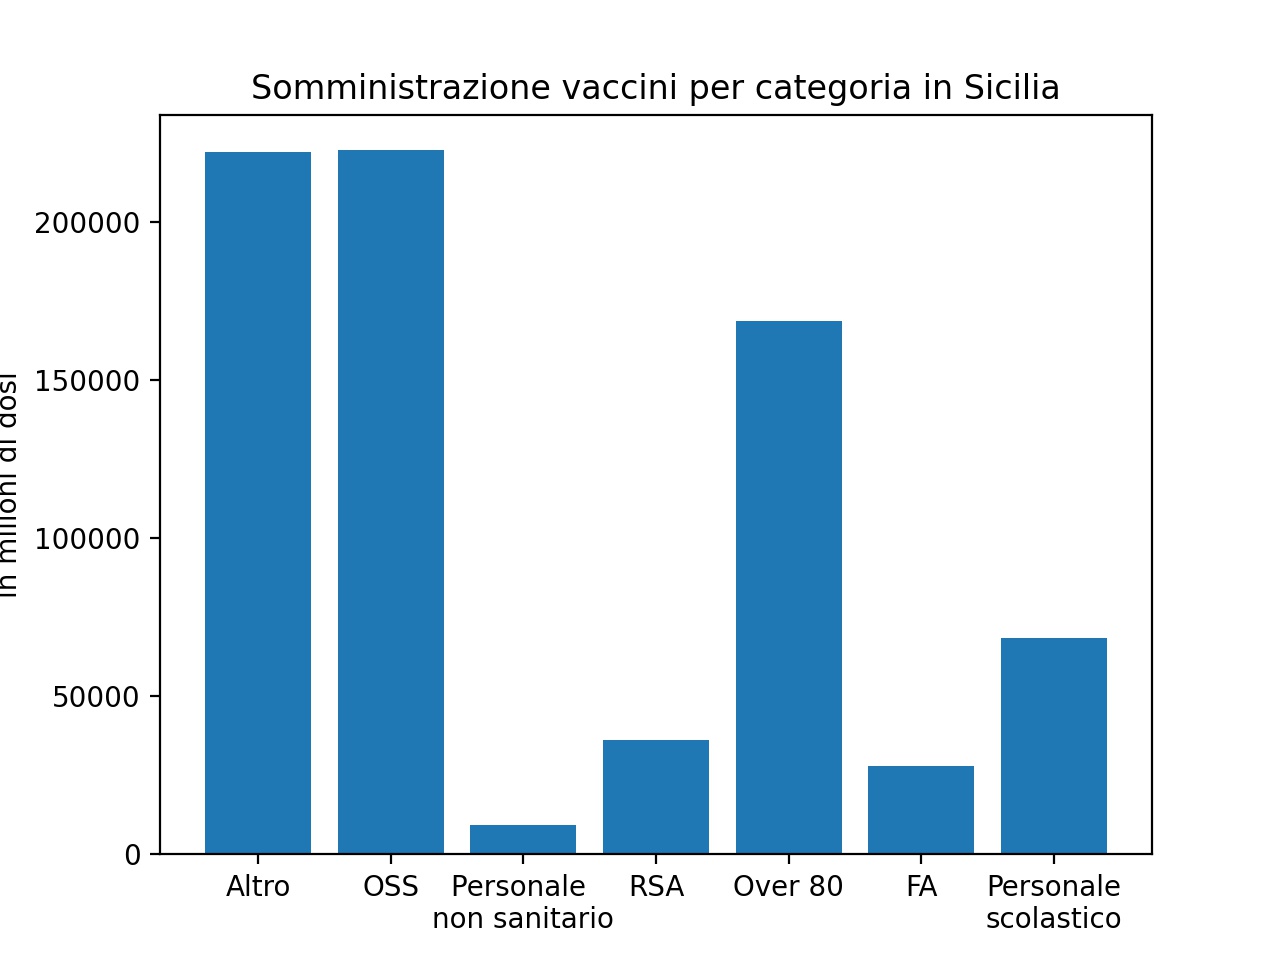 Somministrazione vaccini per categoria in Sicilia
In milioni di dosi
200000
150000
100000
50000
0
Altro
OSS
Personale
non sanitario
RSA
Over 80
FA
Personale
scolastico